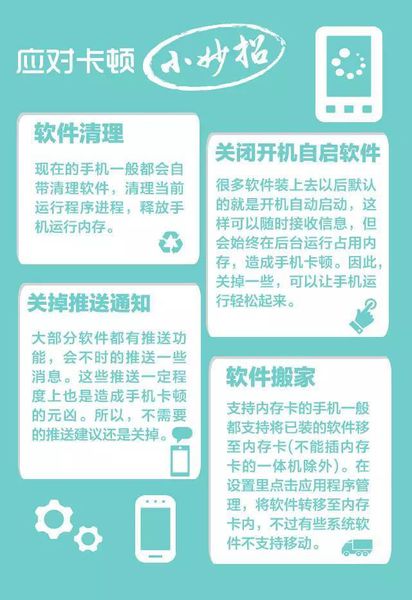 应对卡顿 小妙招
软件清理
现在的手机一般都会自
带清理软件，清理当前
运行程序进程，释放手
机运行内存。
关闭开机自启软件
很多软件装上去以后默认
的就是开机自动启动，这
样可以随时接收信息，但
会始终在后台运行占用内
存，造成手机卡顿。因此，
关掉一些，可以让手机运
行轻松起来。
关掉推送通知
大部分软件都有推送功
能，会不时的推送一些
消息。这些推送一定程
度上也是造成手机卡顿
的元凶。所以，不需要
的推送建议还是关掉。
软件搬家
支持内存卡的手机一般
都支持将已装的软件移
至内存卡(不能插内存
卡的一体机除外)。在
设置里点击应用程序管
理，将软件转移至内存
卡内，不过有些系统软
件不支持移动。